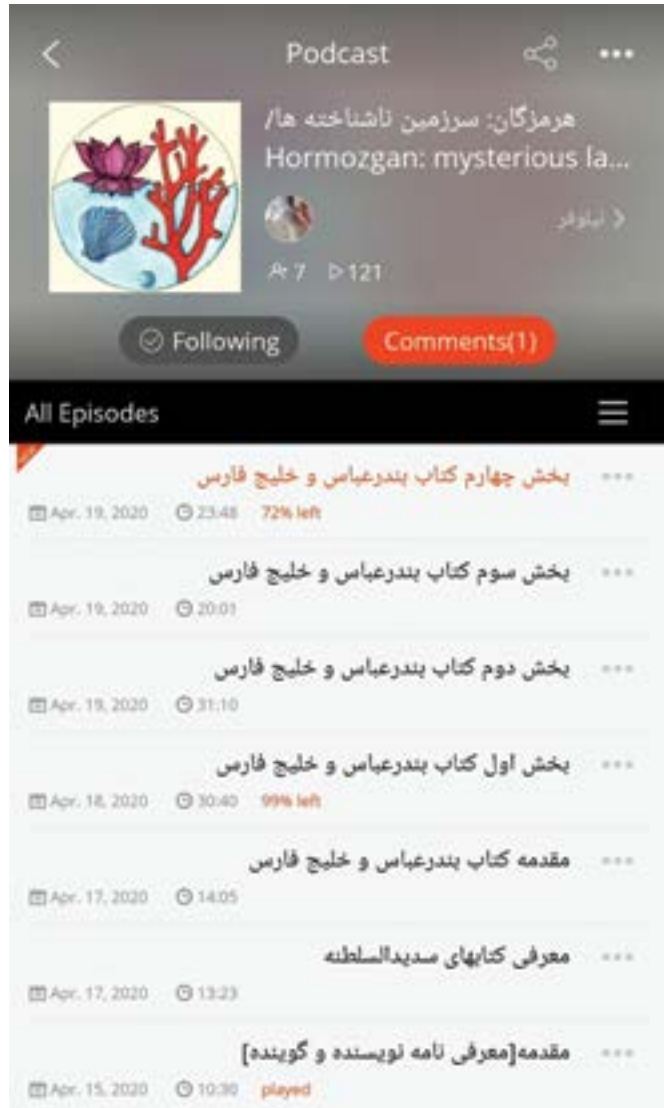 Podcast
هرمزگان: سرزمین ناشناخته ها/
Hormozgan: mysterious la...
نیلوفر
7 121
Following
Comments(1)
All Episodes
بخش چهارم کتاب بندرعباس و خلیج فارس
Apr. 19, 2020 23:48 72% left
بخش سوم کتاب بندرعباس و خلیج فارس
Apr. 19, 2020 20:01
بخش دوم کتاب بندرعباس و خلیج فارس
Apr. 19, 2020 31:10
بخش اول کتاب بندرعباس و خلیج فارس
Apr. 18, 2020 30:40 99% left
مقدمه کتاب بندرعباس و خلیج فارس
Apr. 17, 2020 14:05
معرفی کتابهای سدیدالسلطنه
Apr. 17, 2020 13:23
مقدمه[معرفی نامه نویسنده و گوینده]
Apr. 15, 2020 10:30 played